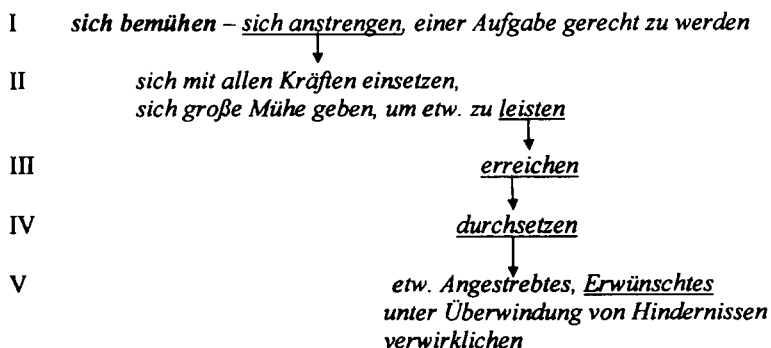 I sich bemühen – sich anstrengen, einer Aufgabe gerecht zu werden
II sich mit allen Kräften einsetzen,
sich große Mühe geben, um etw. zu leisten
III erreichen
IV durchsetzen
V etw. Angestrebtes, Erwünschtes
unter Überwindung von Hindernissen
verwirklichen